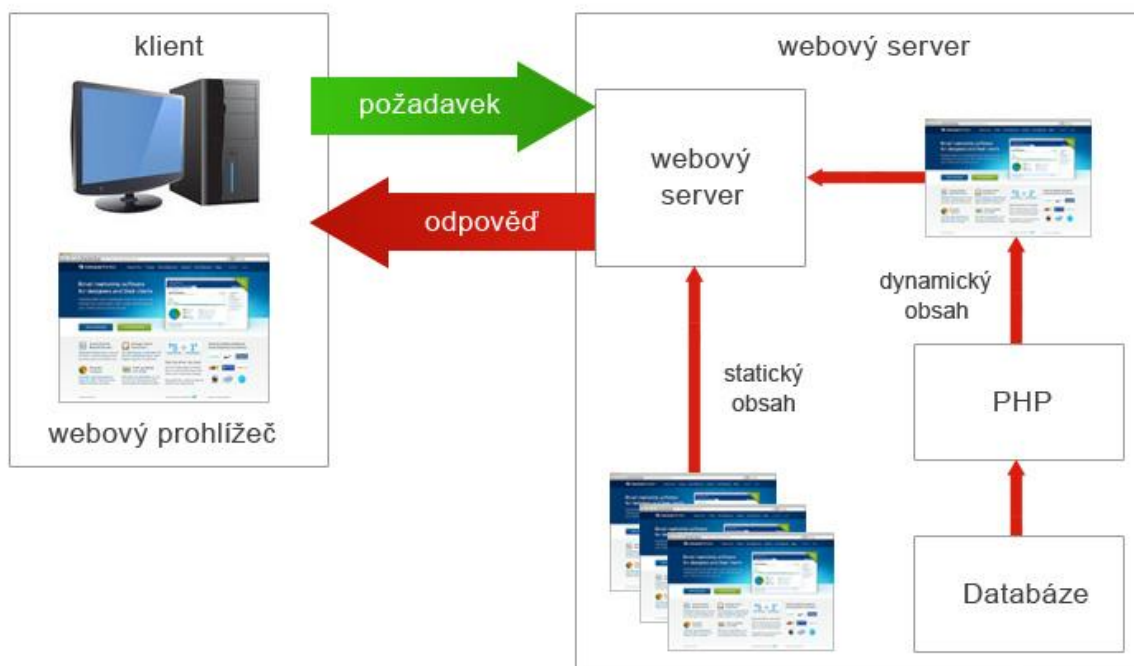 klient
webový prohlížeč
požadavek
odpověď
webový server
webový
server
statický
obsah
dynamický
obsah
PHP
Databáze